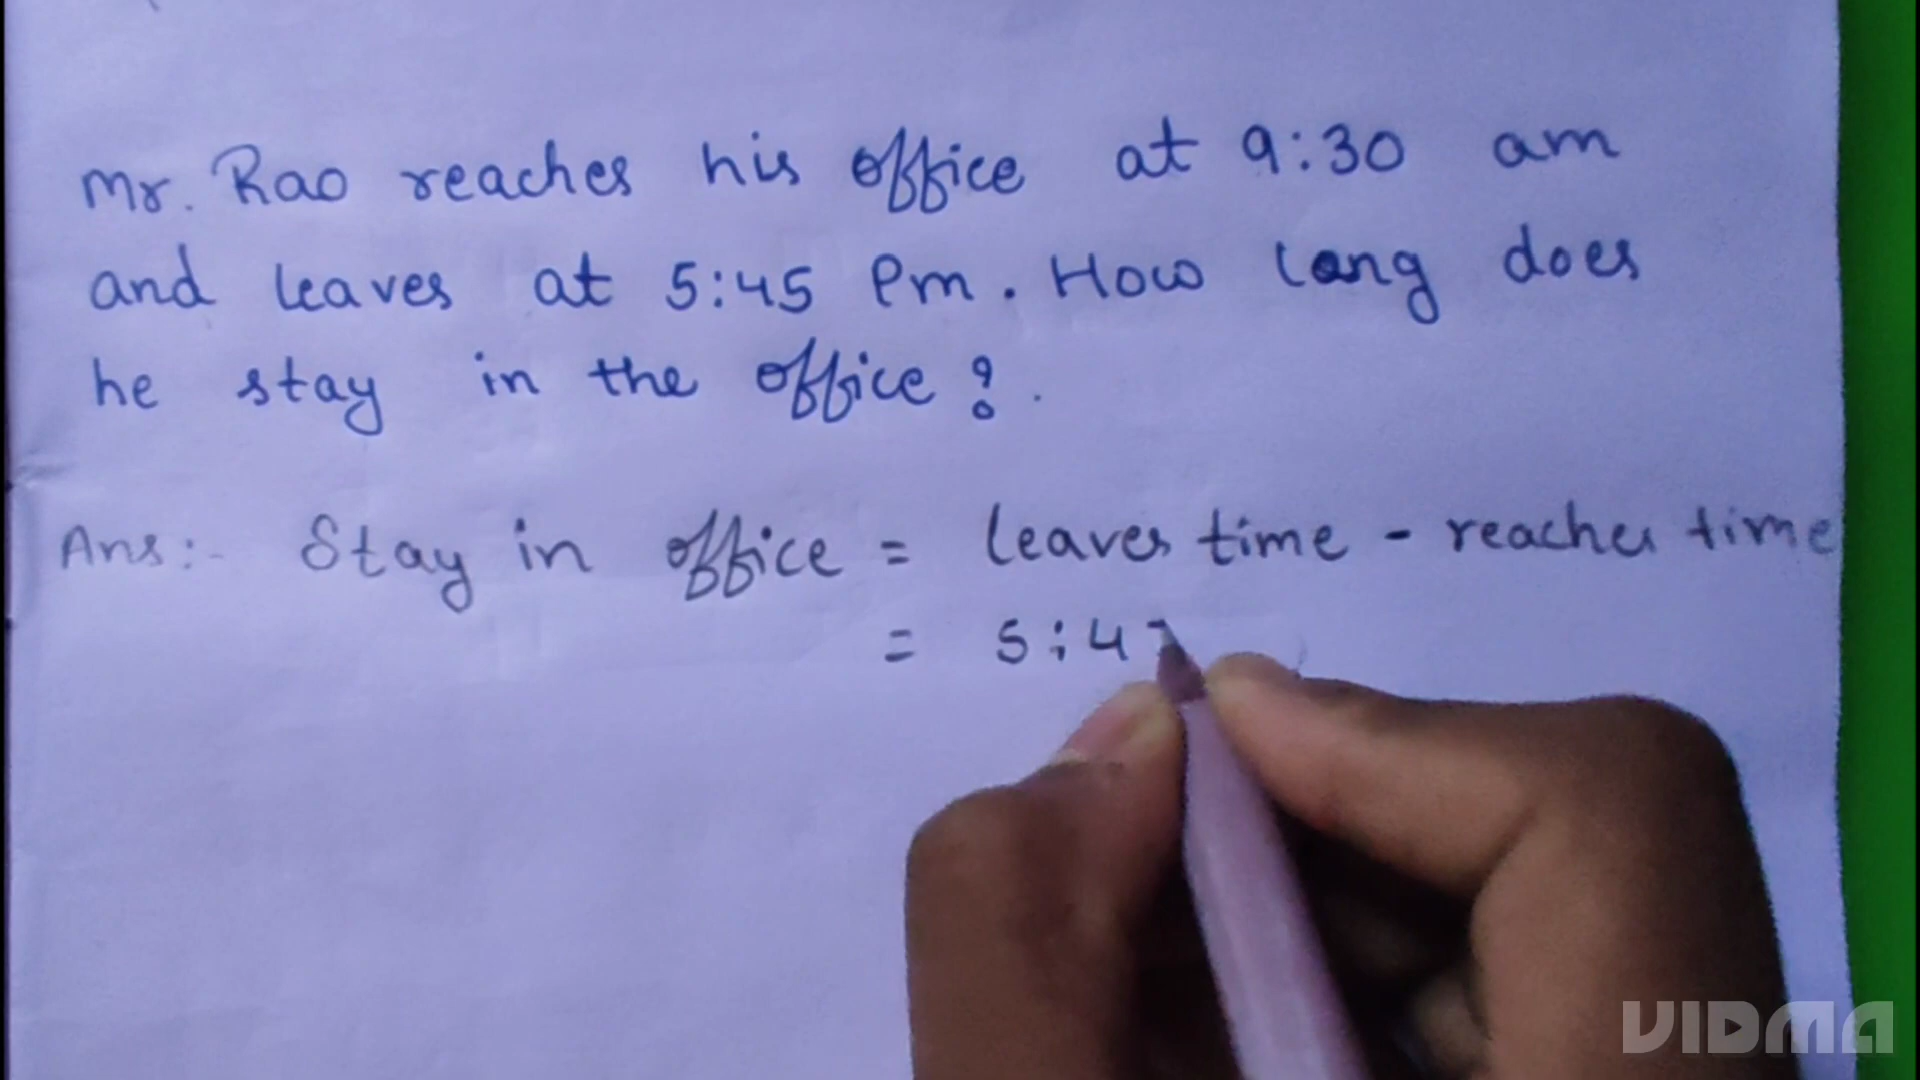 Mr. Rao reaches his office at 9:30 am
and leaves at 5:45 Pm. How long does
he stay in the office?.
Ans:- Stay in office = leaves time - reaches time
= 5:4
VIDMA